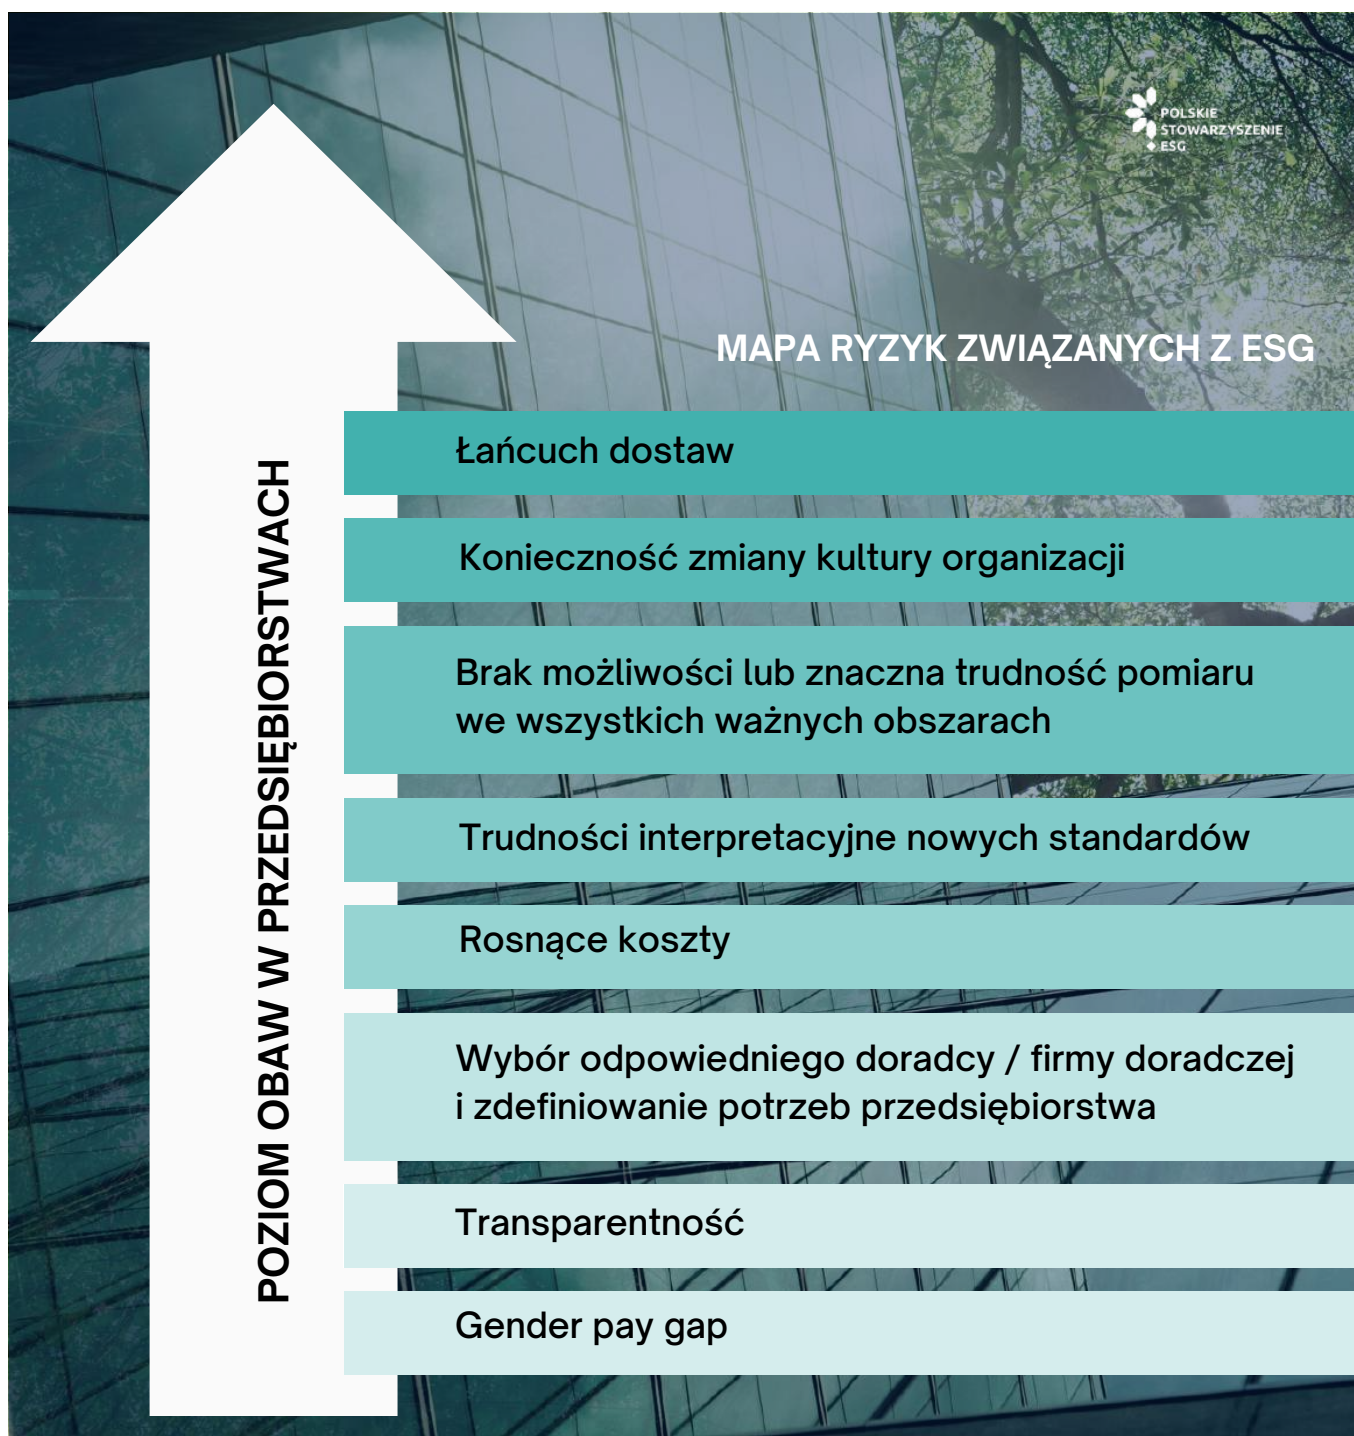 POLSKIE
STOWARZYSZENIE
ESG
MAPA RYZYK ZWIĄZANYCH Z ESG
POZIOM OBAW W PRZEDSIĘBIORSTWACH
Łańcuch dostaw
Konieczność zmiany kultury organizacji
Brak możliwości lub znaczna trudność pomiaru
we wszystkich ważnych obszarach
Trudności interpretacyjne nowych standardów
Rosnące koszty
Wybór odpowiedniego doradcy / firmy doradczej
i zdefiniowanie potrzeb przedsiębiorstwa
Transparentność
Gender pay gap